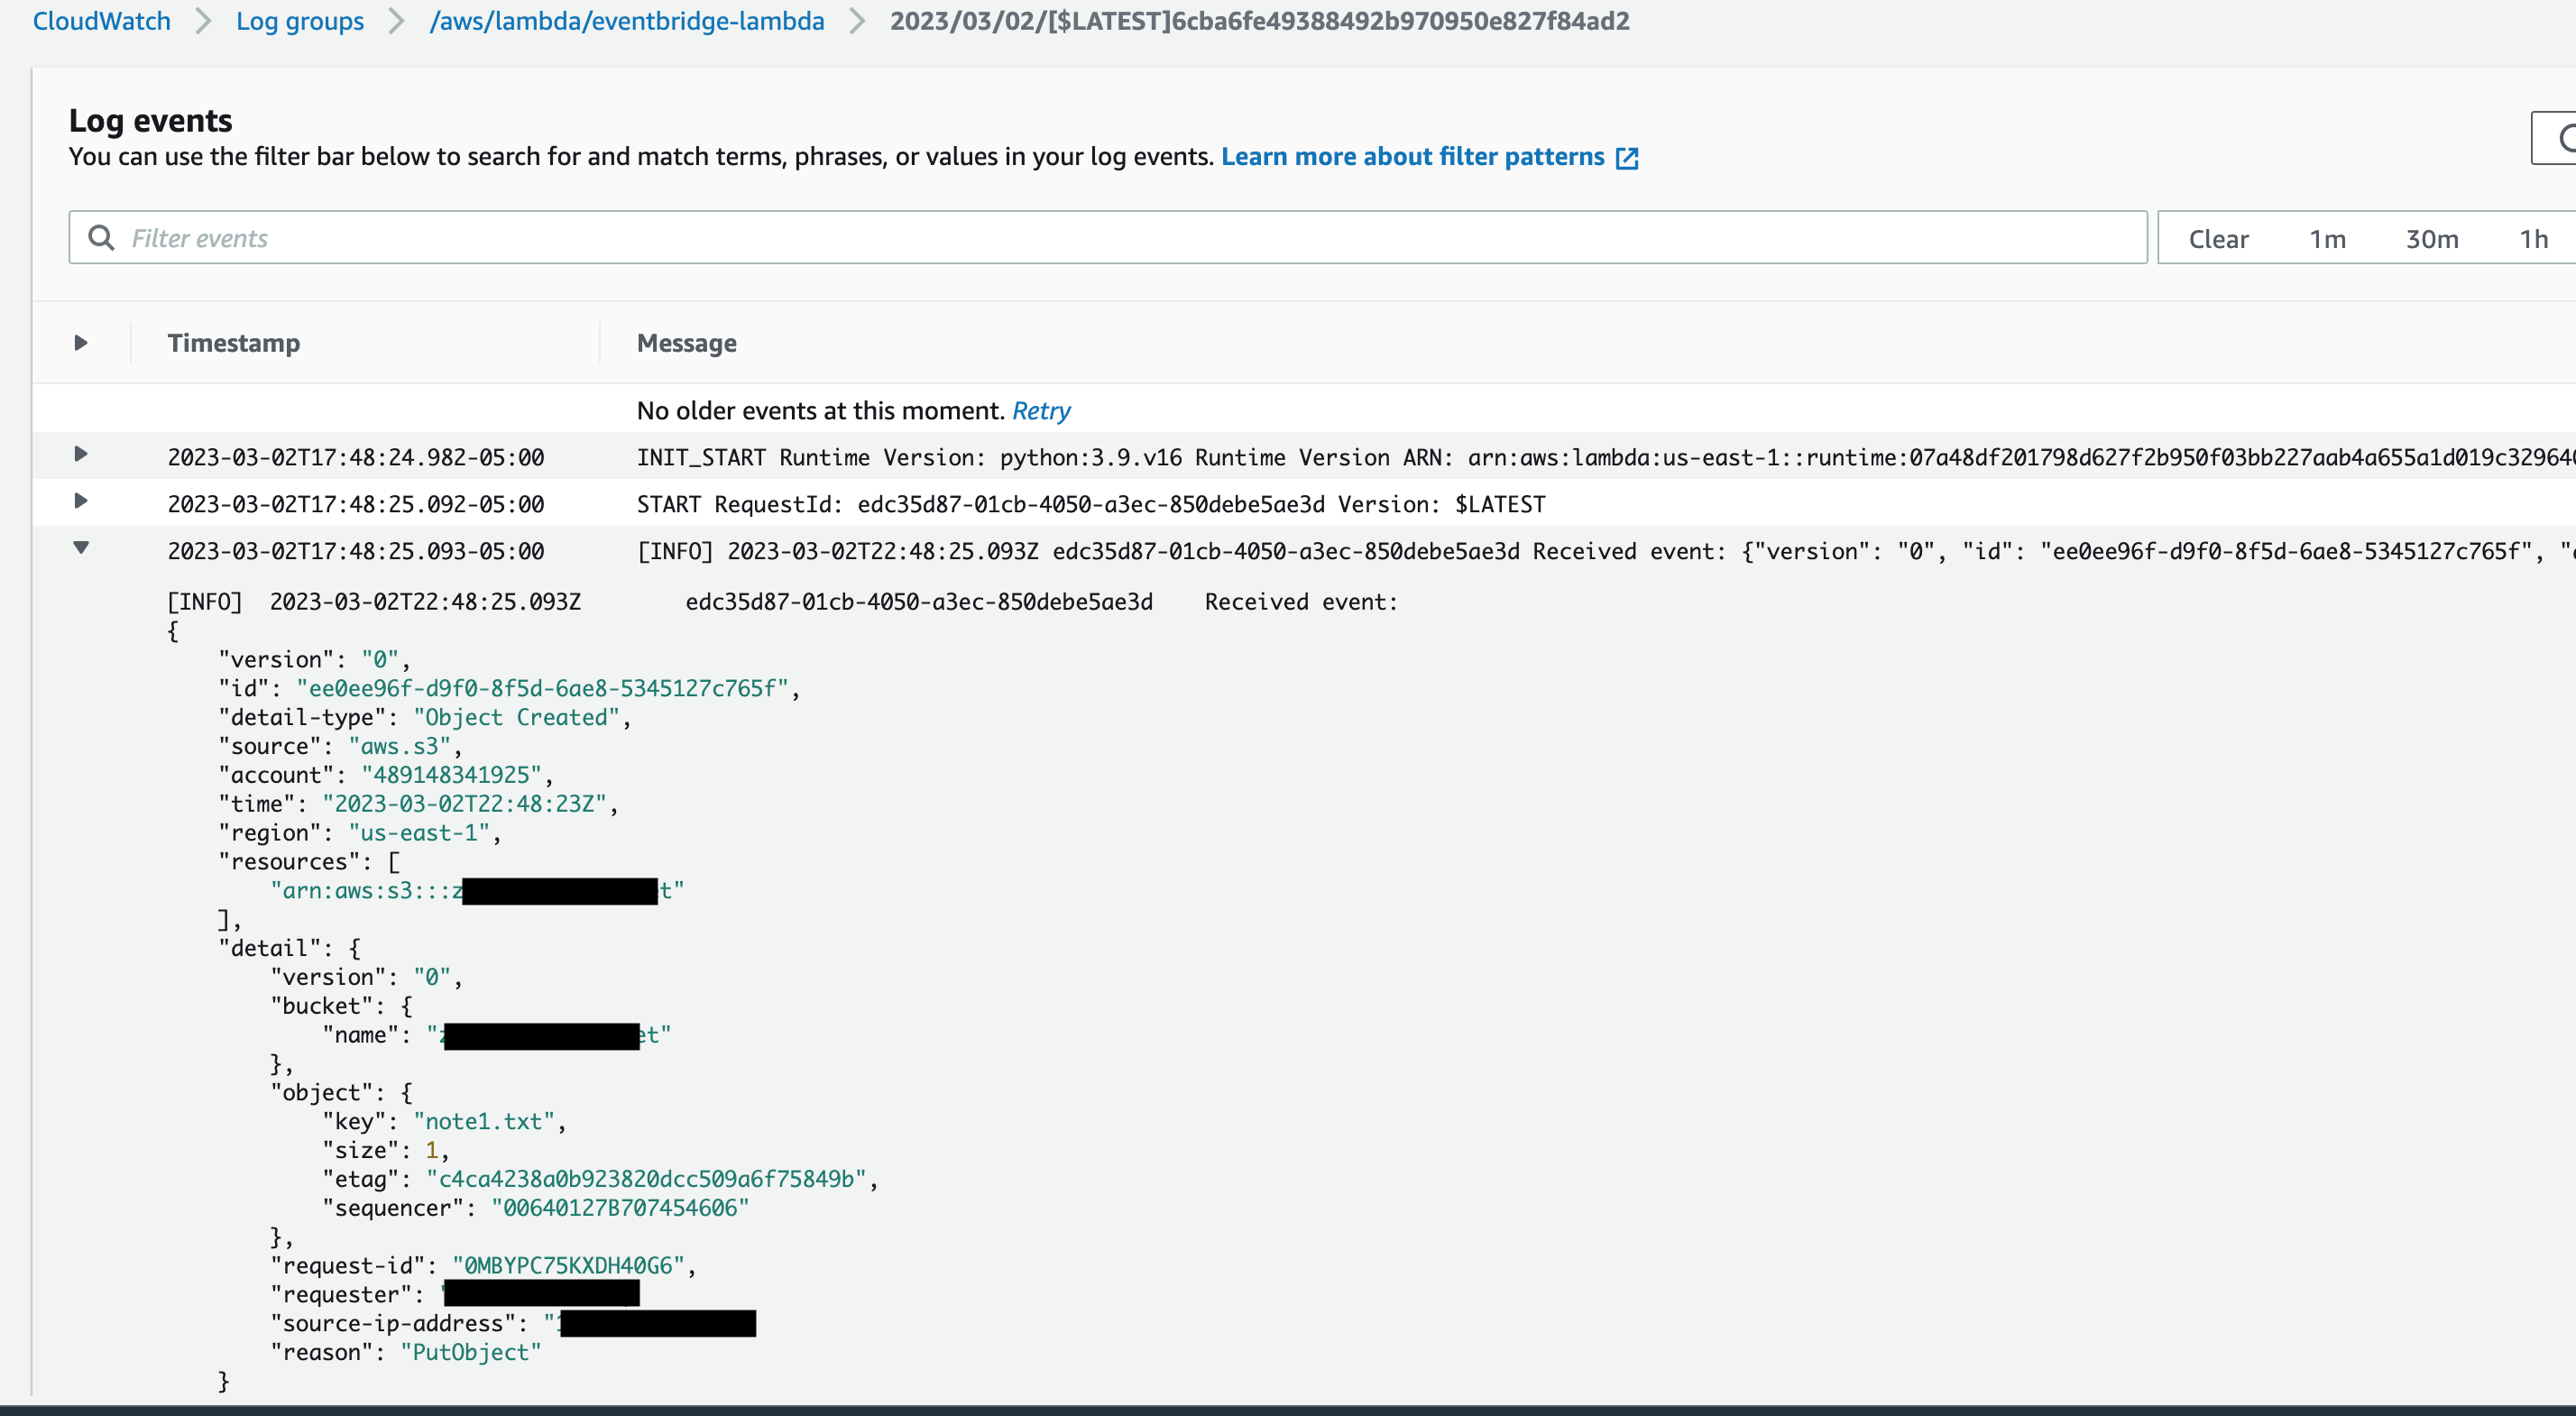 CloudWatch > Log groups > /aws/lambda/eventbridge-lambda > 2023/03/02/[$LATEST]6cba6fe49388492b970950e827f84ad2
Log events
You can use the filter bar below to search for and match terms, phrases, or values in your log events. Learn more about filter patterns
Filter events
Clear 1m 30m 1h
Timestamp Message
No older events at this moment. Retry
2023-03-02T17:48:24.982-05:00 INIT_START Runtime Version: python:3.9.v16 Runtime Version ARN: arn:aws:lambda:us-east-1::runtime:07a48df201798d627f2b950f03bb227aab4a655a1d019c329640
2023-03-02T17:48:25.092-05:00 START RequestId: edc35d87-01cb-4050-a3ec-850debe5ae3d Version: $LATEST
2023-03-02T17:48:25.093-05:00 [INFO] 2023-03-02T22:48:25.093Z edc35d87-01cb-4050-a3ec-850debe5ae3d Received event: {"version": "0", "id": "ee0ee96f-d9f0-8f5d-6ae8-5345127c765f", "
[INFO] 2023-03-02T22:48:25.093Z edc35d87-01cb-4050-a3ec-850debe5ae3d Received event:
{
"version": "0",
"id": "ee0ee96f-d9f0-8f5d-6ae8-5345127c765f",
"detail-type": "Object Created",
"source": "aws.s3",
"account": "489148341925",
"time": "2023-03-02T22:48:23Z",
"region": "us-east-1",
"resources": [
"arn:aws:s3:::z t"
],
"detail": {
"version": "0",
"bucket": {
"name": "z et"
},
"object": {
"key": "note1.txt",
"size": 1,
"etag": "c4ca4238a0b923820dcc509a6f75849b",
"sequencer": "00640127B707454606"
},
"request-id": "0MBYPC75KXDH40G6",
"requester":
"source-ip-address": "1
"reason": "PutObject"
}